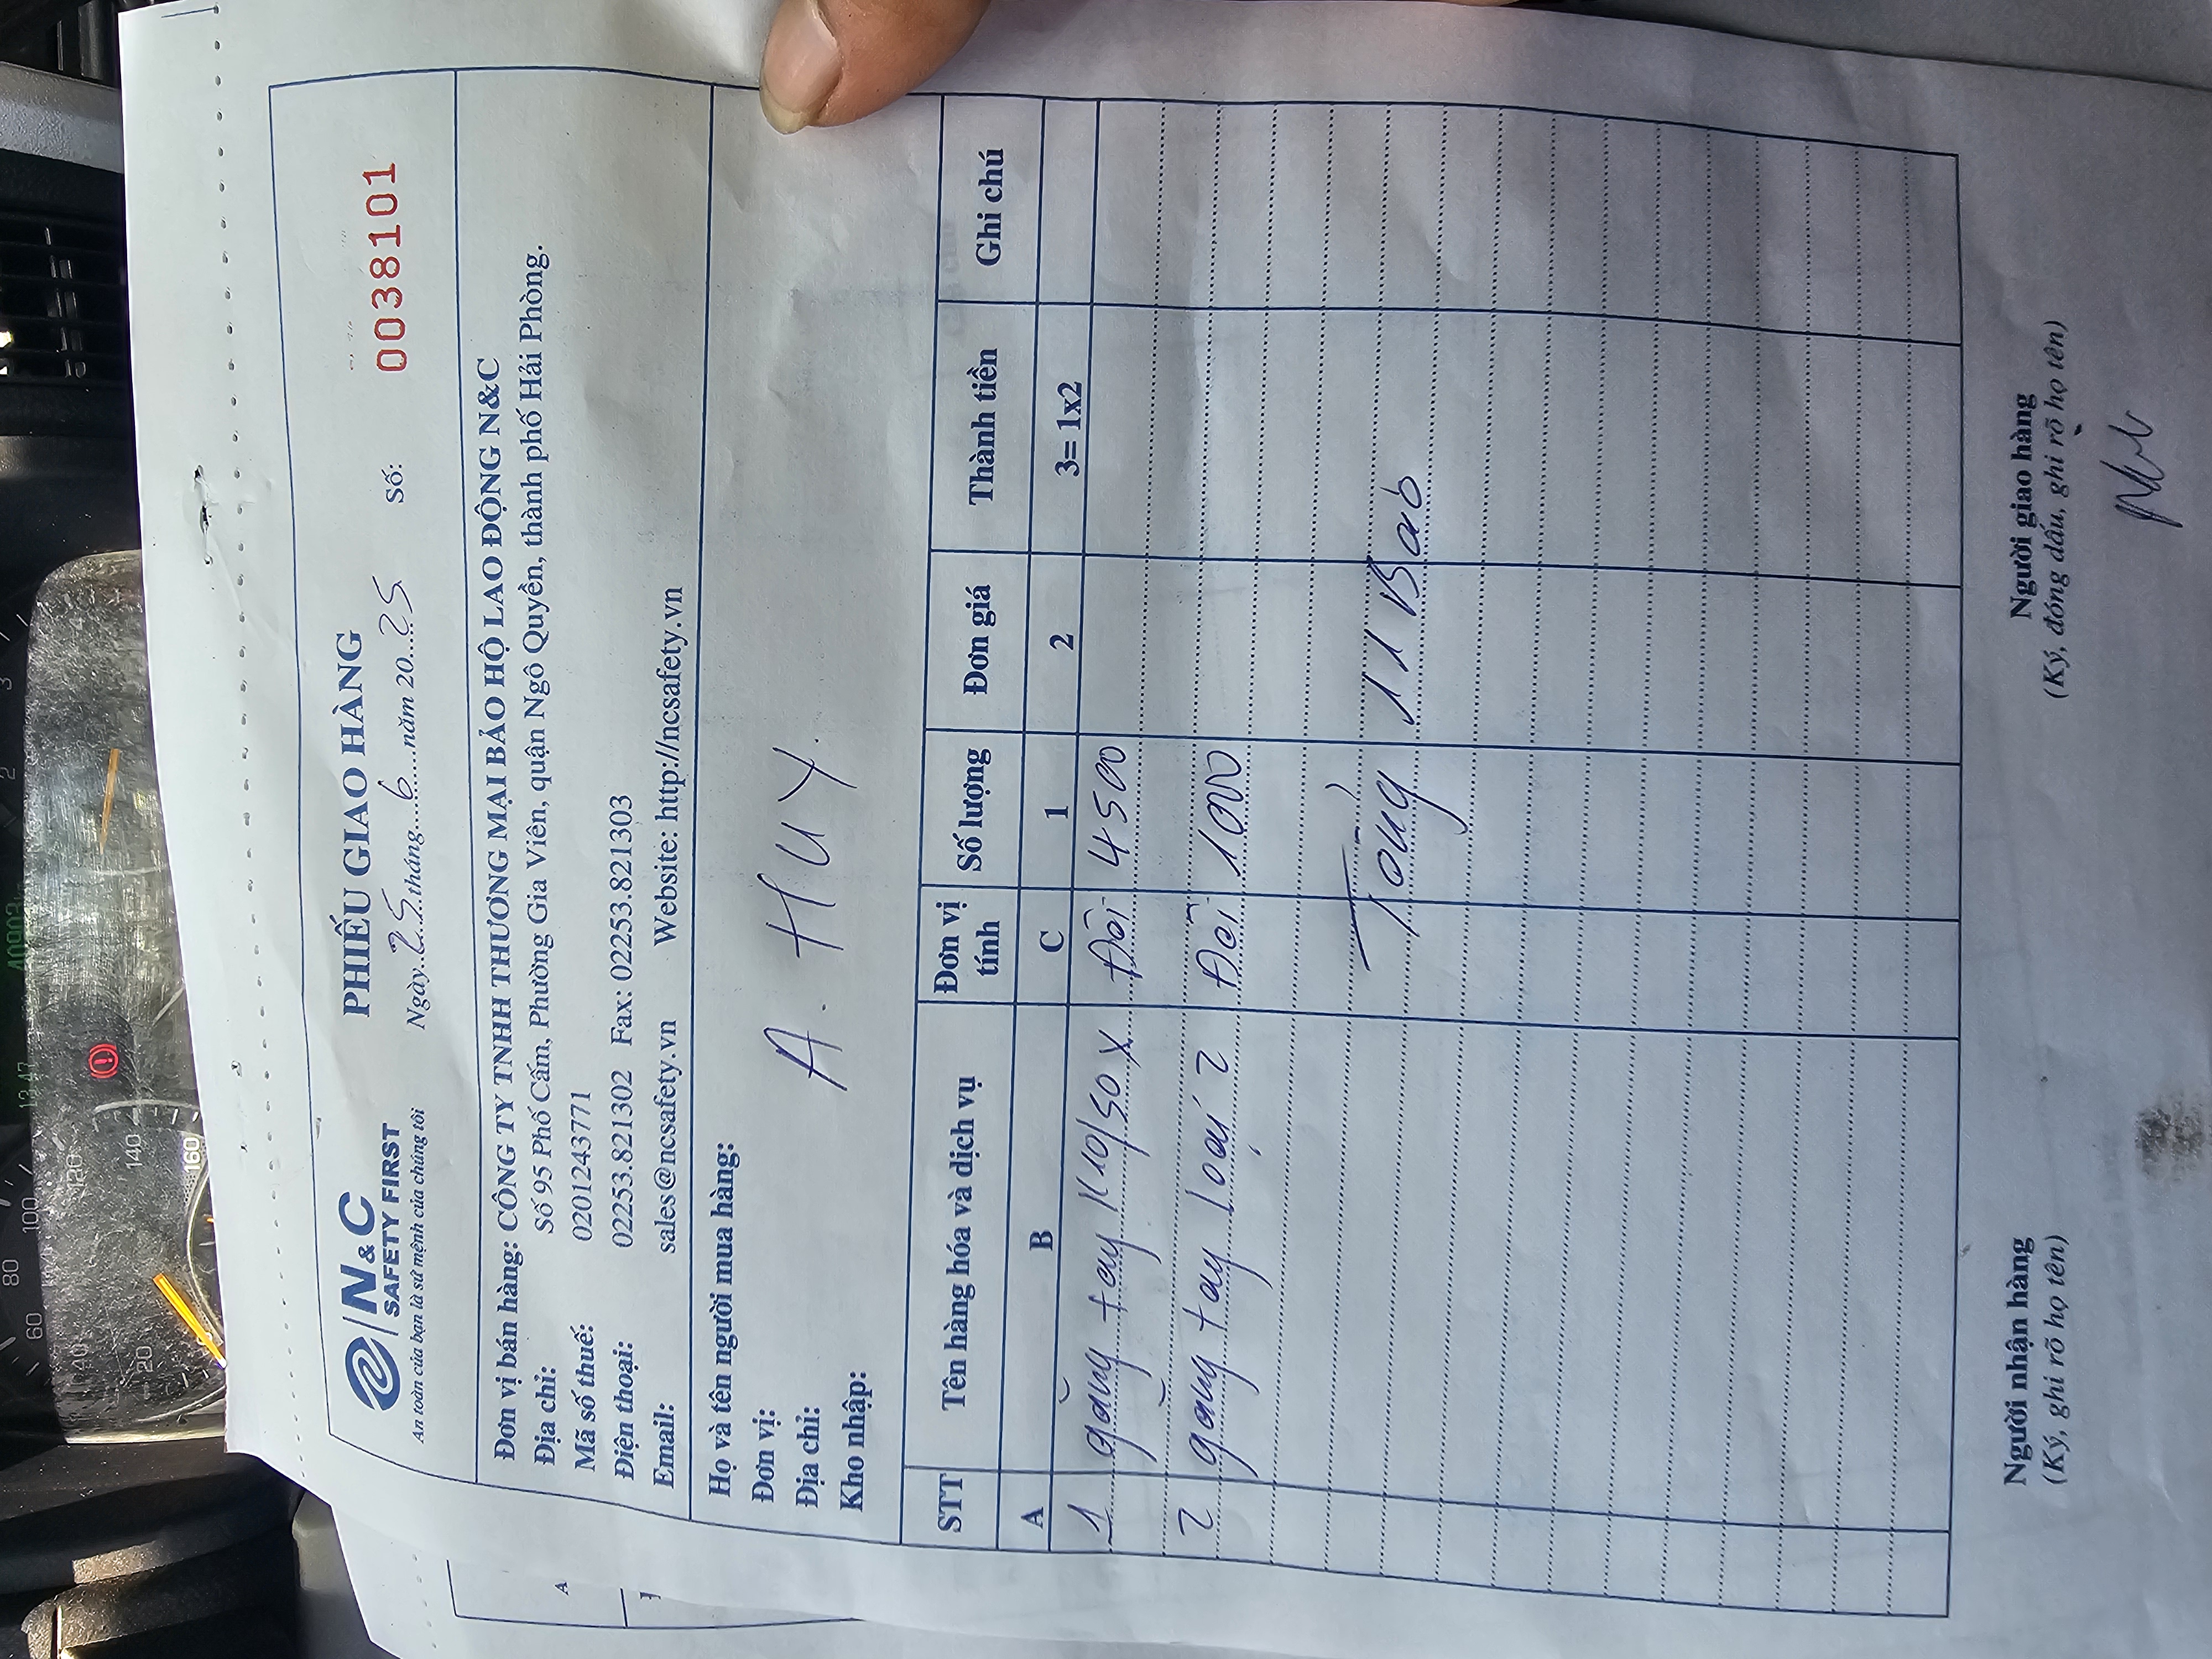 N&C
SAFETY FIRST
An toàn của bạn là sứ mệnh của chúng tôi
PHIẾU GIAO HÀNG
Ngày..25..tháng...6...năm 20..25
Số: 0038101
Đơn vị bán hàng: CÔNG TY TNHH THƯƠNG MẠI BẢO HỘ LAO ĐỘNG N&C
Địa chỉ: Số 95 Phố Cấm, Phường Gia Viên, quận Ngô Quyền, thành phố Hải Phòng.
Mã số thuế: 0201243771
Điện thoại: 02253.821302 Fax: 02253.821303
Email: sales@ncsafety.vn Website: http://ncsafety.vn
Họ và tên người mua hàng:
Đơn vị: A. HUY.
Địa chỉ:
Kho nhập:
STT Tên hàng hóa và dịch vụ Đơn vị tính Số lượng Đơn giá Thành tiền Ghi chú
A B C 1 2 3= 1x2
1 găng tay K10/50 X Đôi 4500
2 găng tay Loại 2 Đôi 1000
Tổng 11 Bao
Người nhận hàng Người giao hàng
(Ký, ghi rõ họ tên) (Ký, đóng dấu, ghi rõ họ tên)